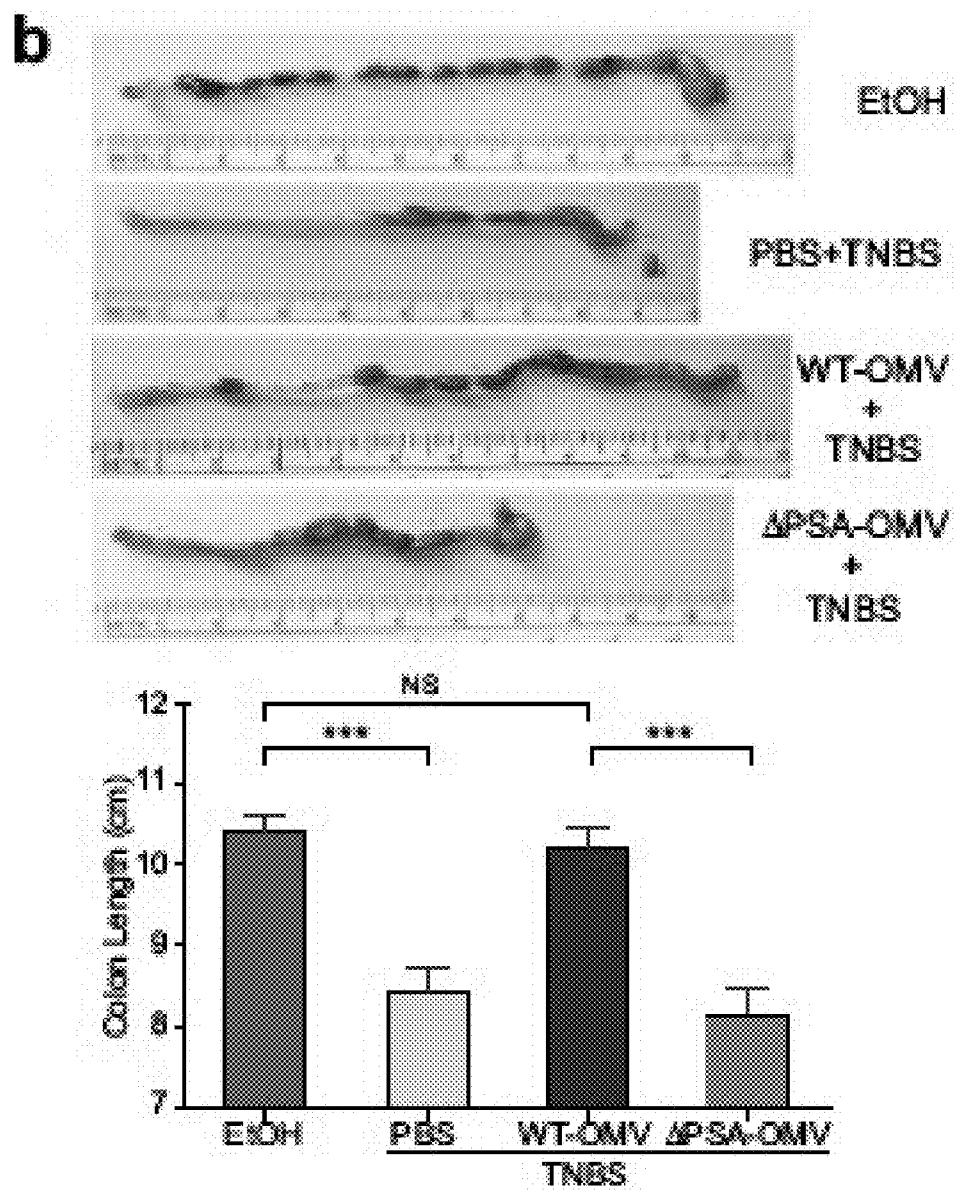 b
EtOH
PBS+TNBS
WT-OMV
+
TNBS
ΔPSA-OMV
+
TNBS
NS
*** ***
12
11
10
9
8
7
Colon Length (cm)
EtOH PBS WT-OMV ΔPSA-OMV
TNBS